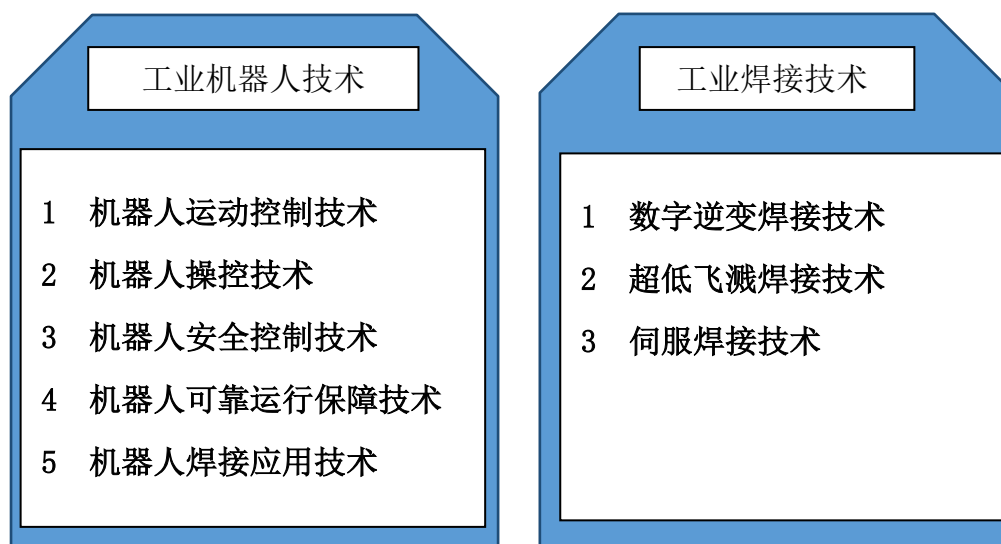 工业机器人技术
1 机器人运动控制技术
2 机器人操控技术
3 机器人安全控制技术
4 机器人可靠运行保障技术
5 机器人焊接应用技术
工业焊接技术
1 数字逆变焊接技术
2 超低飞溅焊接技术
3 伺服焊接技术